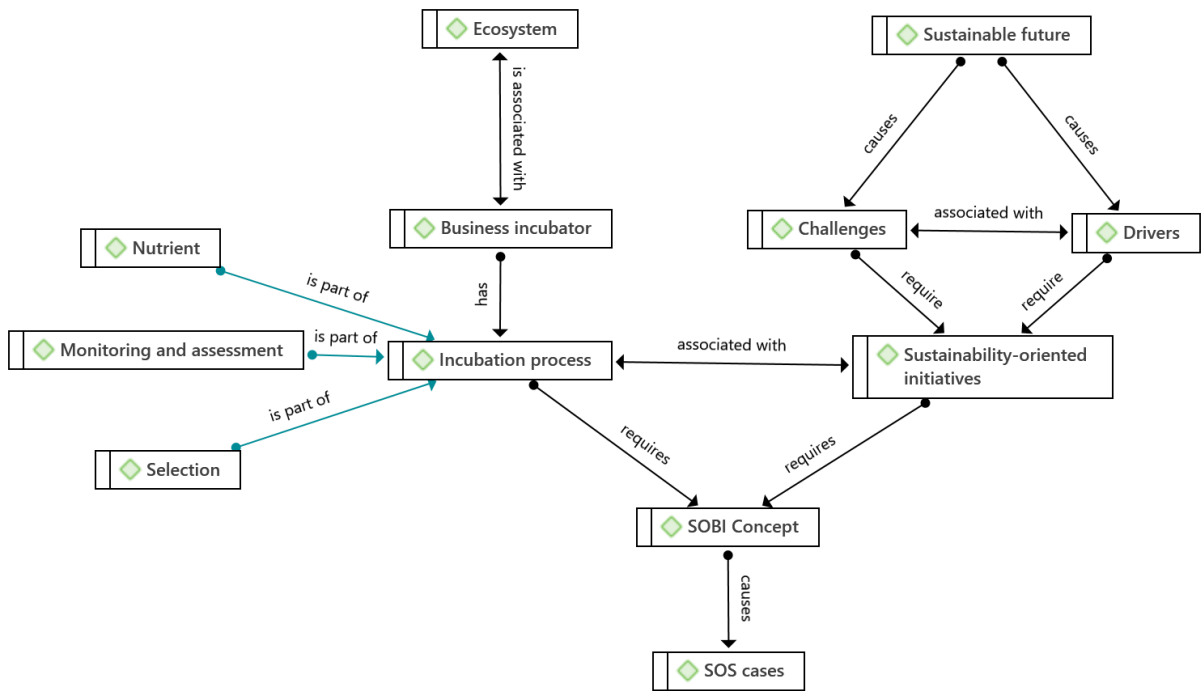 Ecosystem
Sustainable future
is associated with
causes
causes
Business incubator
Challenges
associated with
Drivers
Nutrient
is part of
has
require
require
Monitoring and assessment
is part of
Incubation process
associated with
Sustainability-oriented
initiatives
is part of
Selection
requires
requires
SOBI Concept
causes
SOS cases